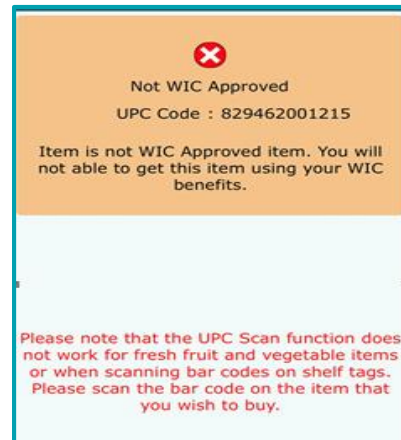 Not WIC Approved
UPC Code : 829462001215
Item is not WIC Approved item. You will
not able to get this item using your WIC
benefits.
Please note that the UPC Scan function does
not work for fresh fruit and vegetable items
or when scanning bar codes on shelf tags.
Please scan the bar code on the item that
you wish to buy.